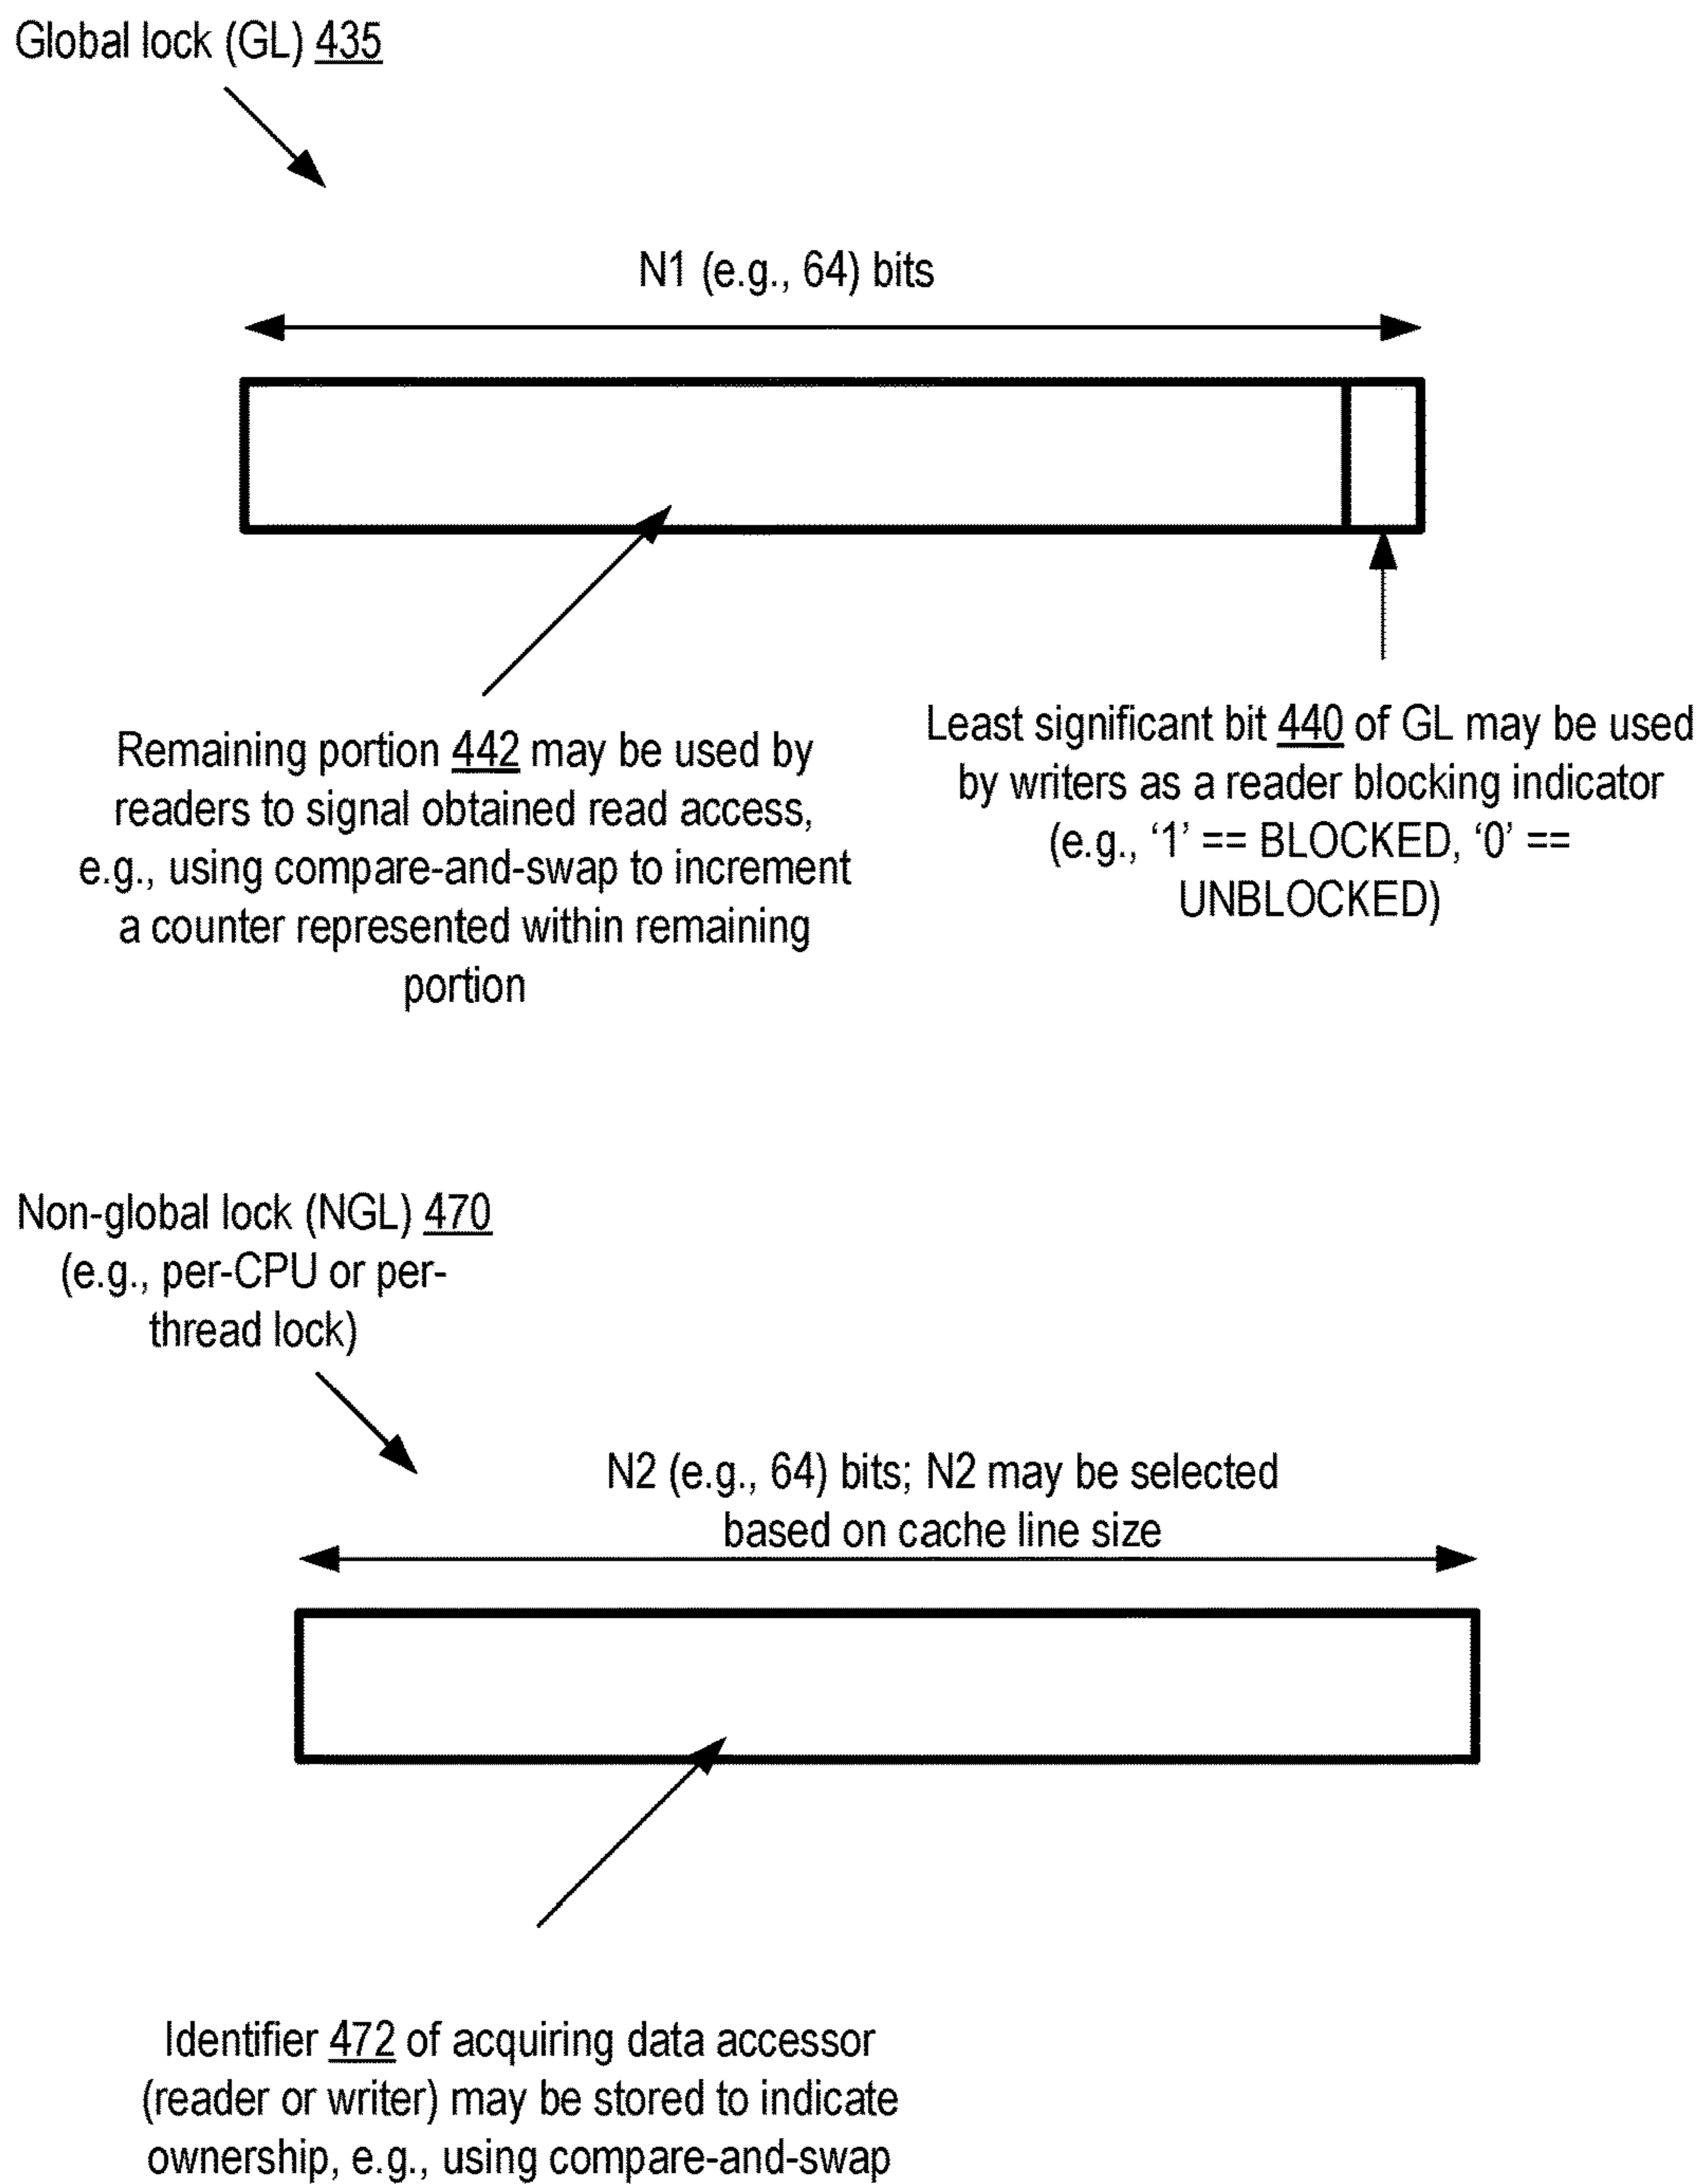 Global lock (GL) 435
N1 (e.g., 64) bits
Remaining portion 442 may be used by
readers to signal obtained read access,
e.g., using compare-and-swap to increment
a counter represented within remaining
portion
Least significant bit 440 of GL may be used
by writers as a reader blocking indicator
(e.g., ‘1’ == BLOCKED, ‘0’ ==
UNBLOCKED)
Non-global lock (NGL) 470
(e.g., per-CPU or per-
thread lock)
N2 (e.g., 64) bits; N2 may be selected
based on cache line size
Identifier 472 of acquiring data accessor
(reader or writer) may be stored to indicate
ownership, e.g., using compare-and-swap